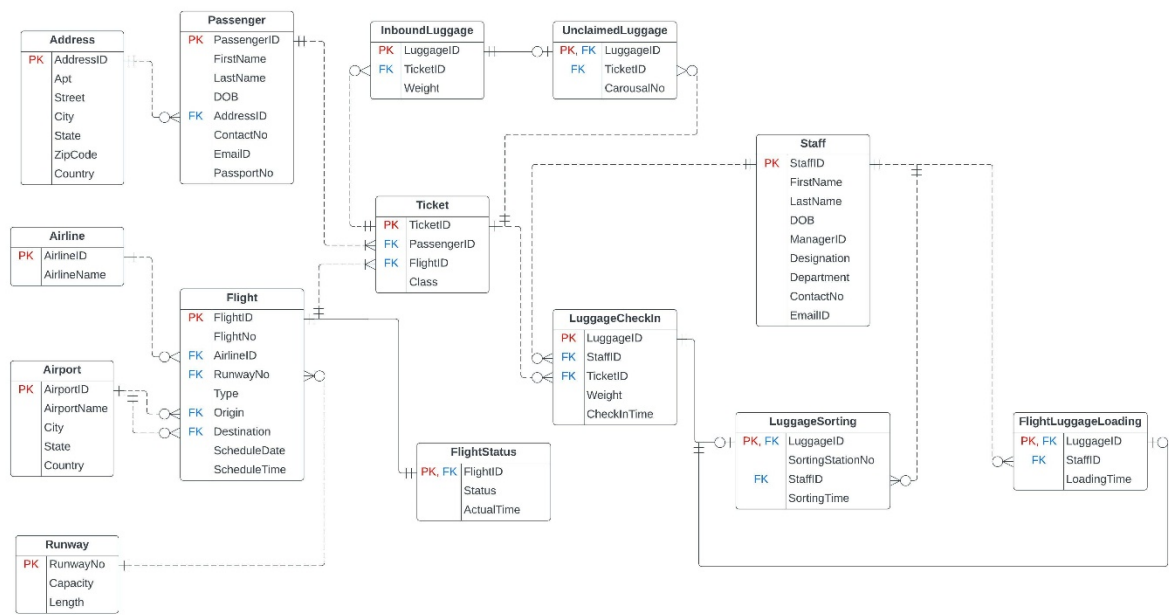 Address
PK AddressID
Apt
Street
City
State
ZipCode
Country
Passenger
PK PassengerID
FirstName
LastName
DOB
FK AddressID
ContactNo
EmailID
PassportNo
InboundLuggage
PK LuggageID
FK TicketID
Weight
UnclaimedLuggage
PK, FK LuggageID
FK TicketID
CarousalNo
Staff
PK StaffID
FirstName
LastName
DOB
ManagerID
Designation
Department
ContactNo
EmailID
Ticket
PK TicketID
FK PassengerID
FK FlightID
Class
Airline
PK AirlineID
AirlineName
Flight
PK FlightID
FlightNo
FK AirlineID
FK RunwayNo
Type
FK Origin
FK Destination
ScheduleDate
ScheduleTime
Airport
PK AirportID
AirportName
City
State
Country
LuggageCheckIn
PK LuggageID
FK StaffID
FK TicketID
Weight
CheckInTime
FlightStatus
PK, FK FlightID
Status
ActualTime
LuggageSorting
PK, FK LuggageID
SortingStationNo
FK StaffID
SortingTime
FlightLuggageLoading
PK, FK LuggageID
FK StaffID
LoadingTime
Runway
PK RunwayNo
Capacity
Length